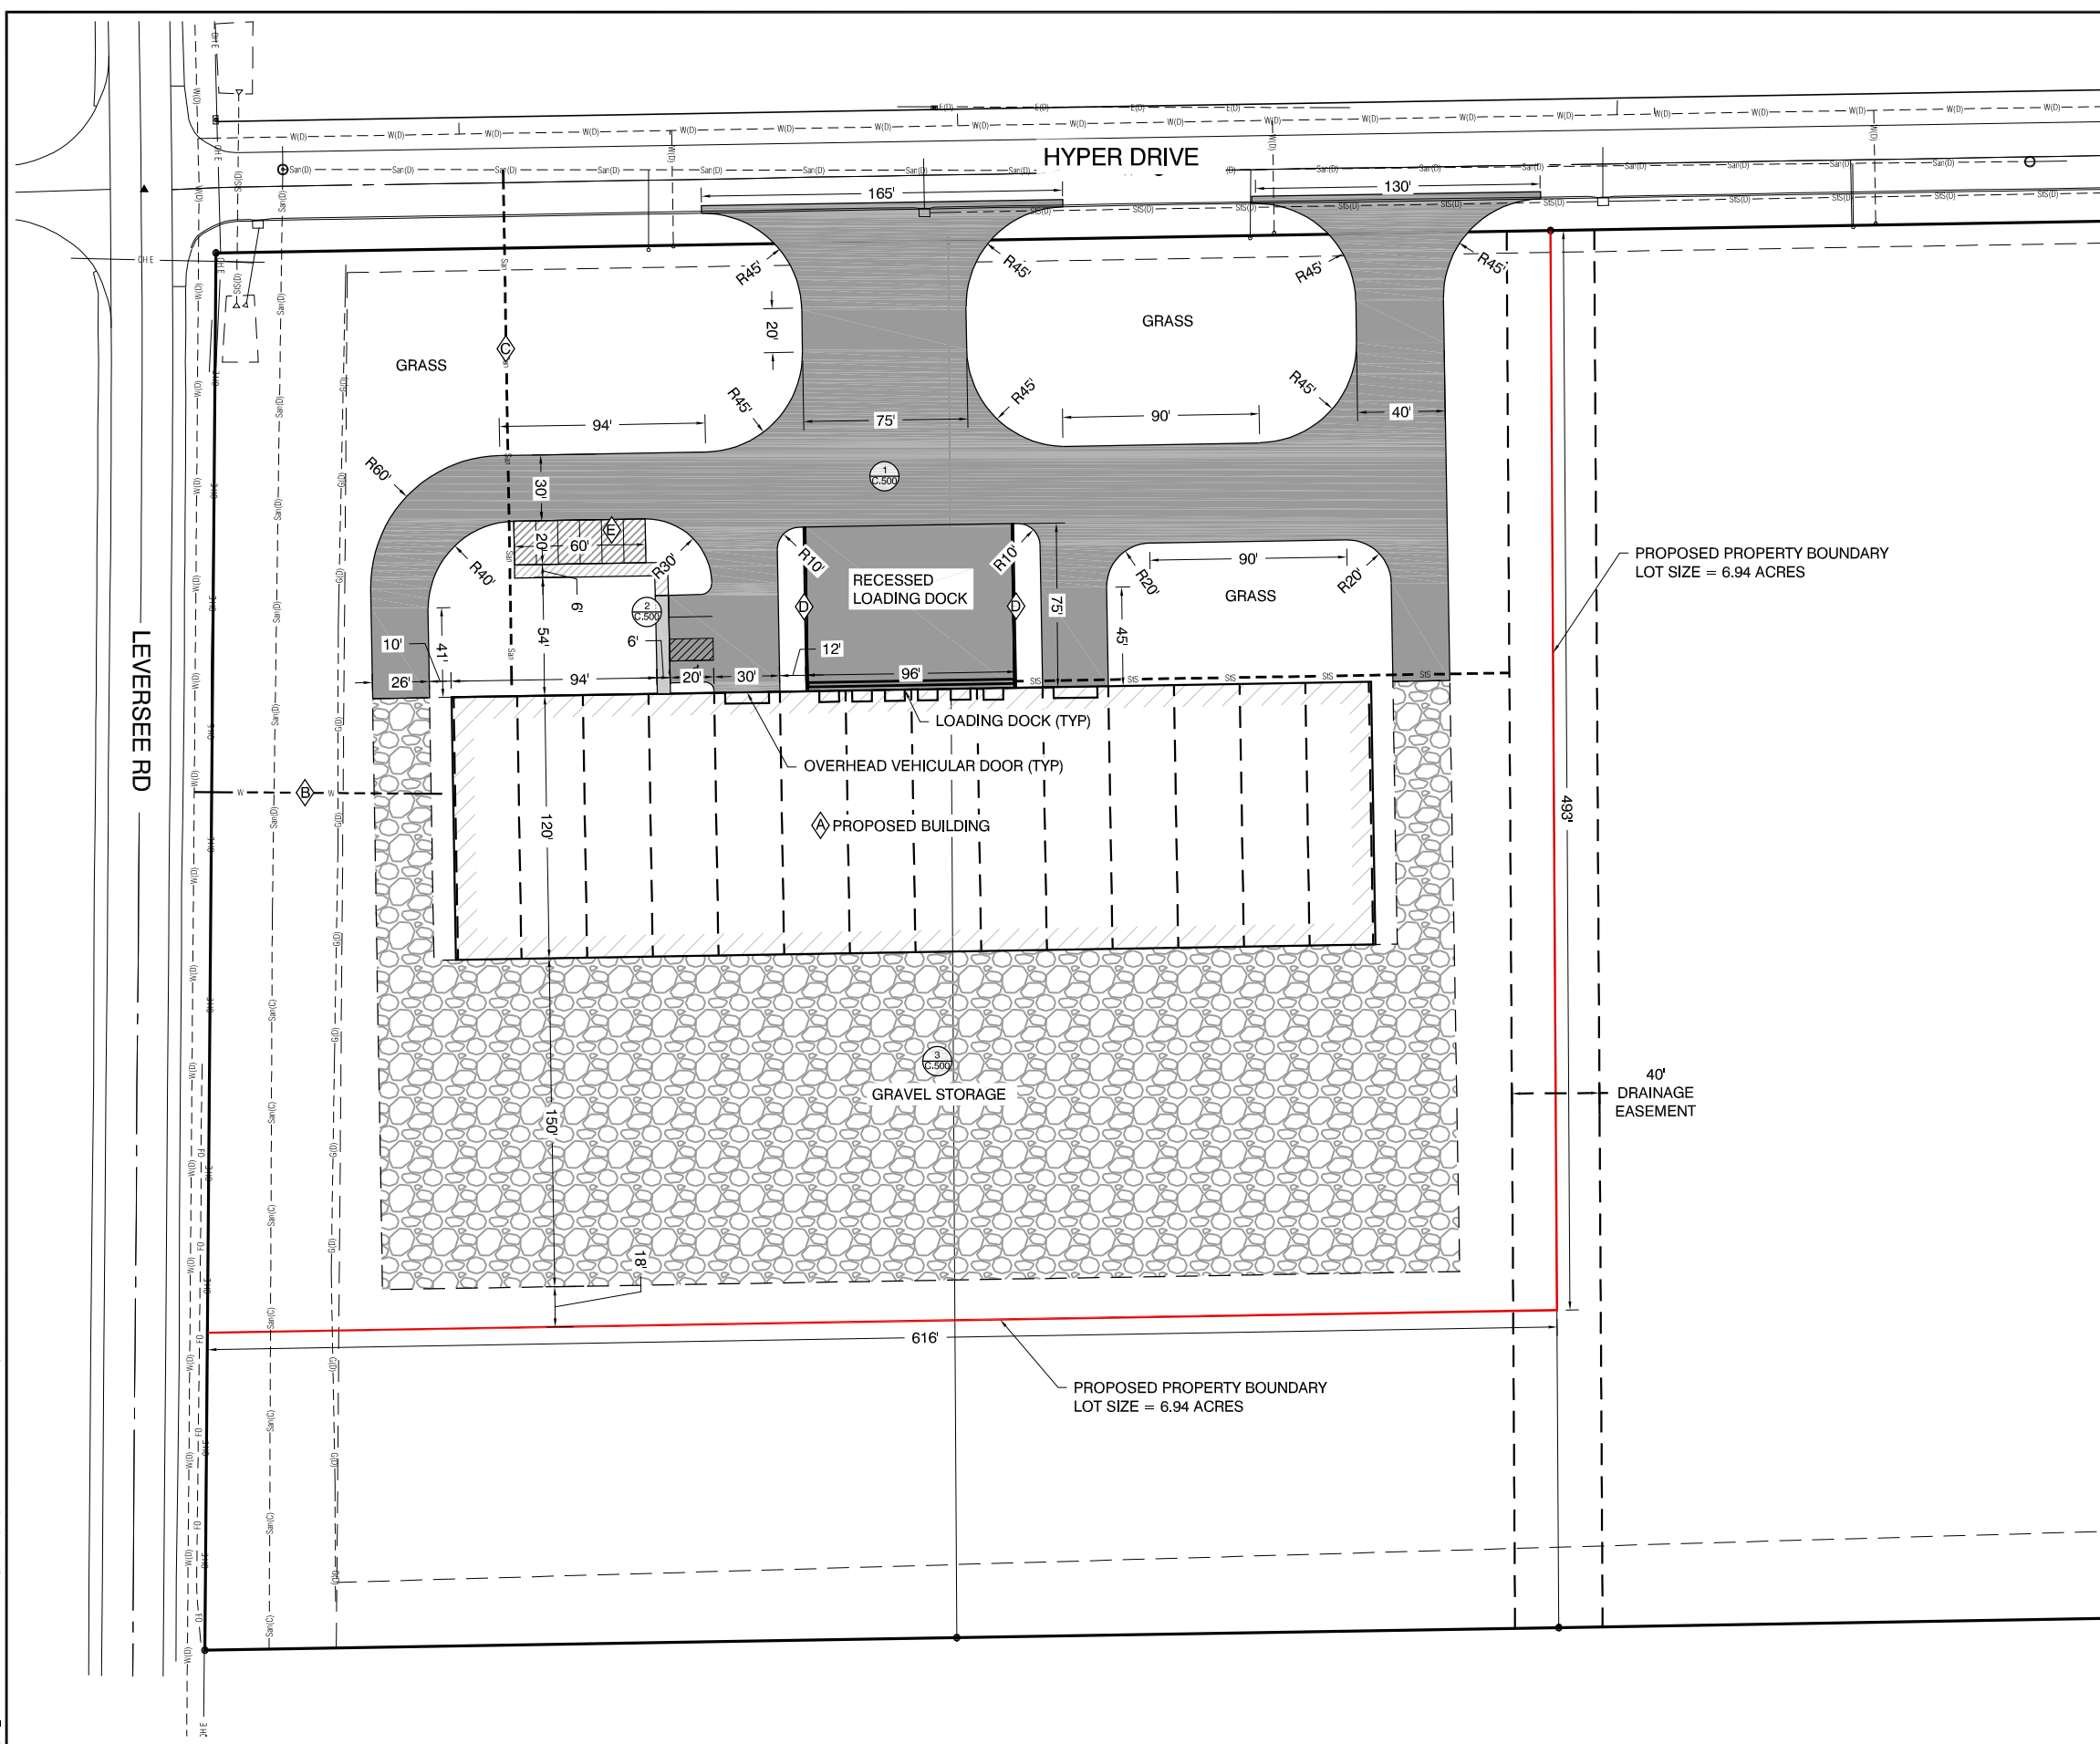 HYPER DRIVE
165'
130'
R45'
R45'
R45'
R45'
20'
GRASS
GRASS
C
R45'
R45'
R45'
94'
75'
90'
40'
R60'
1
C.500
30'
E
20'
60'
R40'
R30'
R10'
R10'
RECESSED
LOADING DOCK
D
D
75'
90'
R20'
R20'
GRASS
45'
PROPOSED PROPERTY BOUNDARY
LOT SIZE = 6.94 ACRES
6'
2
C.500
54'
6'
10'
41'
12'
26'
94'
20'
30'
96'
LEVERSEE RD
LOADING DOCK (TYP)
OVERHEAD VEHICULAR DOOR (TYP)
B
A PROPOSED BUILDING
120'
493'
3
C.500
GRAVEL STORAGE
150'
40'
DRAINAGE
EASEMENT
18'
616'
PROPOSED PROPERTY BOUNDARY
LOT SIZE = 6.94 ACRES